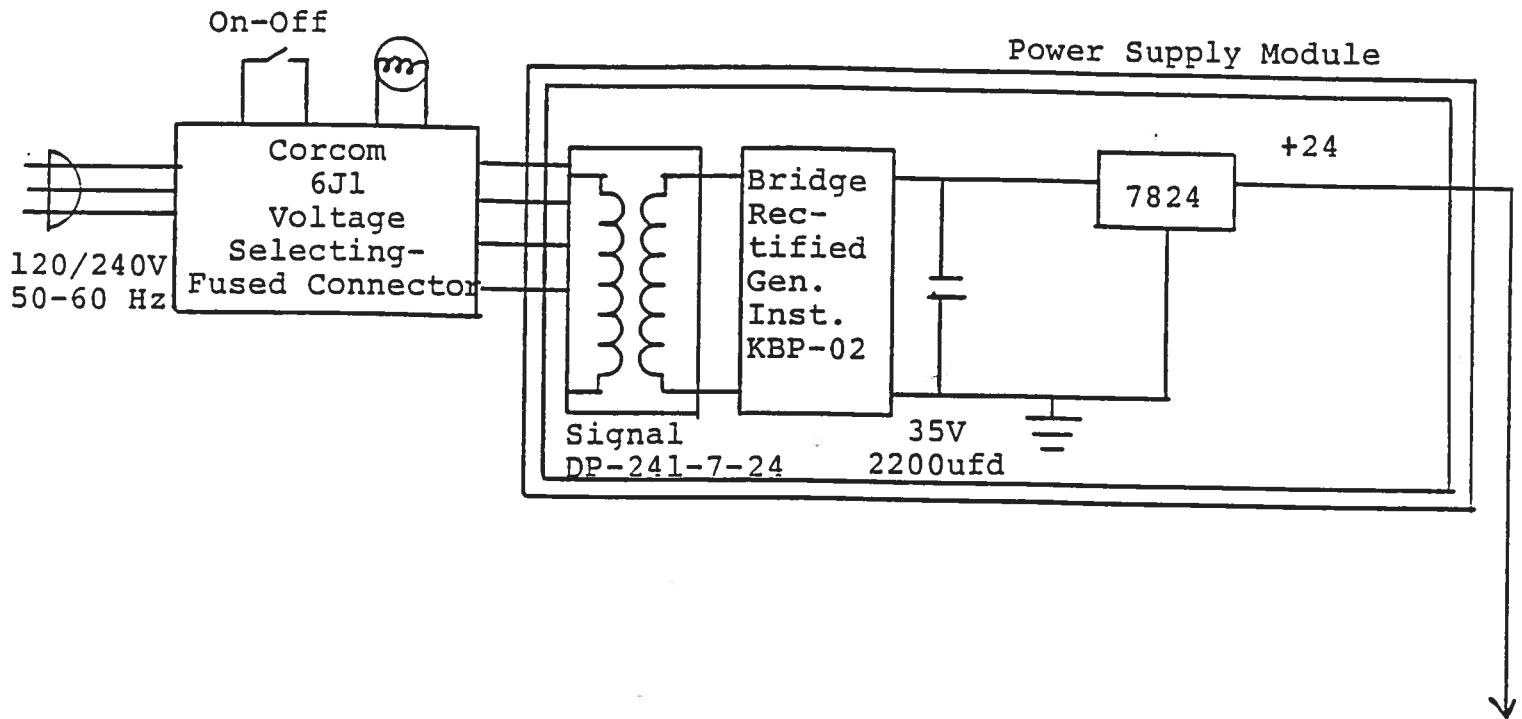 On-Off
Power Supply Module
Corcom
6J1
Voltage
Selecting-
Fused Connector
120/240V
50-60 Hz
Bridge
Rec-
tified
Gen.
Inst.
KBP-02
7824
+24
Signal
DP-241-7-24
35V
2200ufd